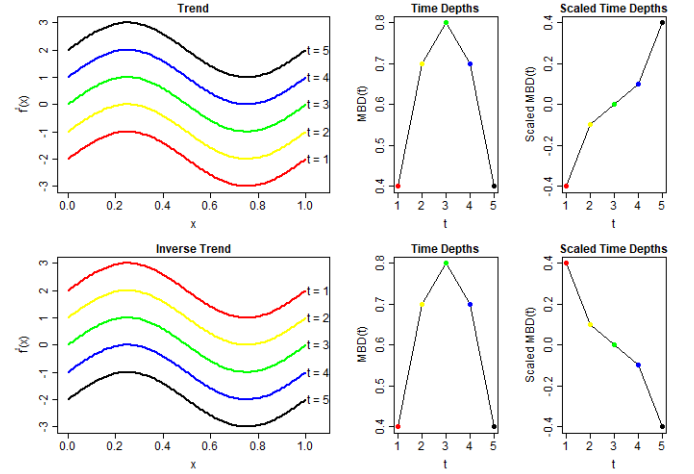 Trend
f(x)
3
2
1
0
-1
-2
-3
t = 5
t = 4
t = 3
t = 2
t = 1
0.0 0.2 0.4 0.6 0.8 1.0
x
Time Depths
MBD(t)
0.8
0.7
0.6
0.5
0.4
1 2 3 4 5
t
Scaled Time Depths
Scaled MBD(t)
0.4
0.2
0.0
-0.2
-0.4
1 2 3 4 5
t
Inverse Trend
f(x)
3
2
1
0
-1
-2
-3
t = 1
t = 2
t = 3
t = 4
t = 5
0.0 0.2 0.4 0.6 0.8 1.0
x
Time Depths
MBD(t)
0.8
0.7
0.6
0.5
0.4
1 2 3 4 5
t
Scaled Time Depths
Scaled MBD(t)
0.4
0.2
0.0
-0.2
-0.4
1 2 3 4 5
t